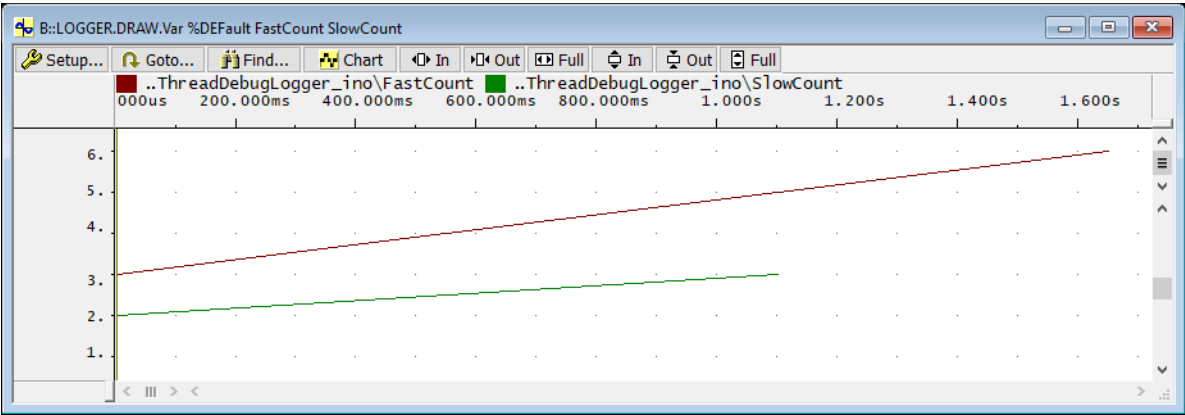 B::LOGGER.DRAW.Var %DEFault FastCount SlowCount
Setup... Goto... Find... Chart In Out Full In Out Full
..ThreadDebugLogger_ino\FastCount ..ThreadDebugLogger_ino\SlowCount
000us 200.000ms 400.000ms 600.000ms 800.000ms 1.000s 1.200s 1.400s 1.600s
6.
5.
4.
3.
2.
1.